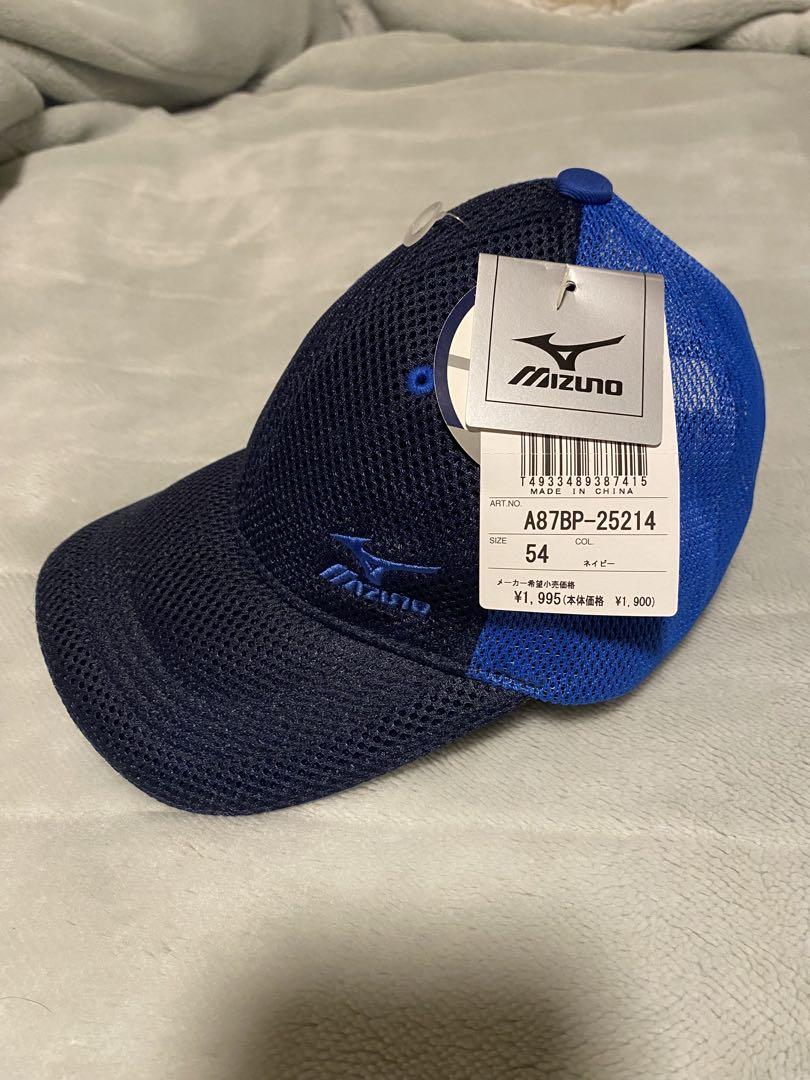 MIZUNO
T4933489387415
MADE IN CHINA
ART.NO.
A87BP-25214
SIZE
54
COL.
ネイビー
メーカー希望小売価格
¥1,995(本体価格 ¥1,900)
MIZUNO